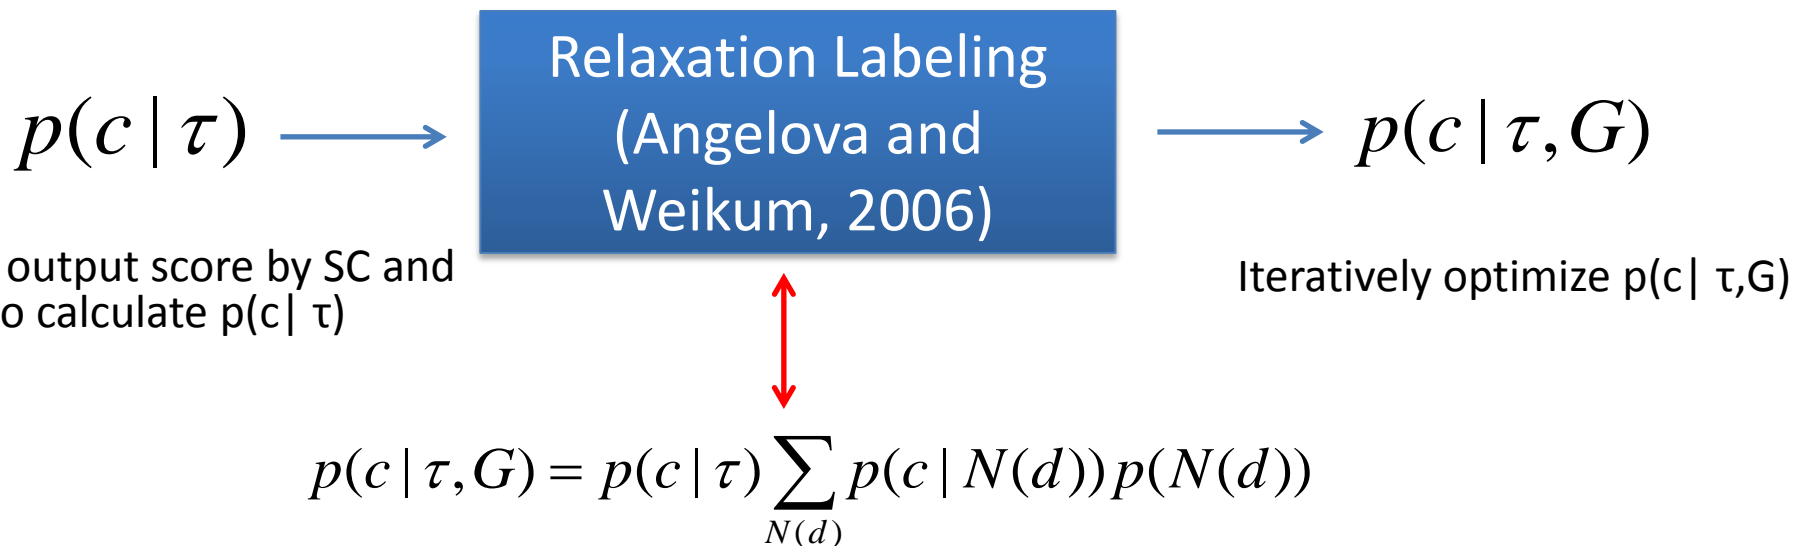 Relaxation Labeling
(Angelova and
Weikum, 2006)
p(c | τ)
p(c | τ, G)
output score by SC and
o calculate p(c| τ)
Iteratively optimize p(c| τ,G)
p(c | τ, G) = p(c | τ) ∑ p(c | N(d)) p(N(d))
N(d)